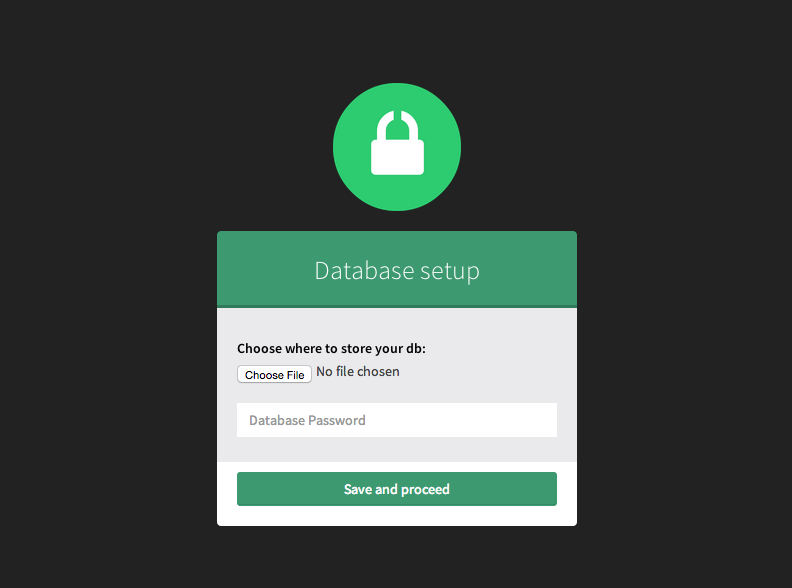 Database setup
Choose where to store your db:
Choose File No file chosen
Database Password
Save and proceed